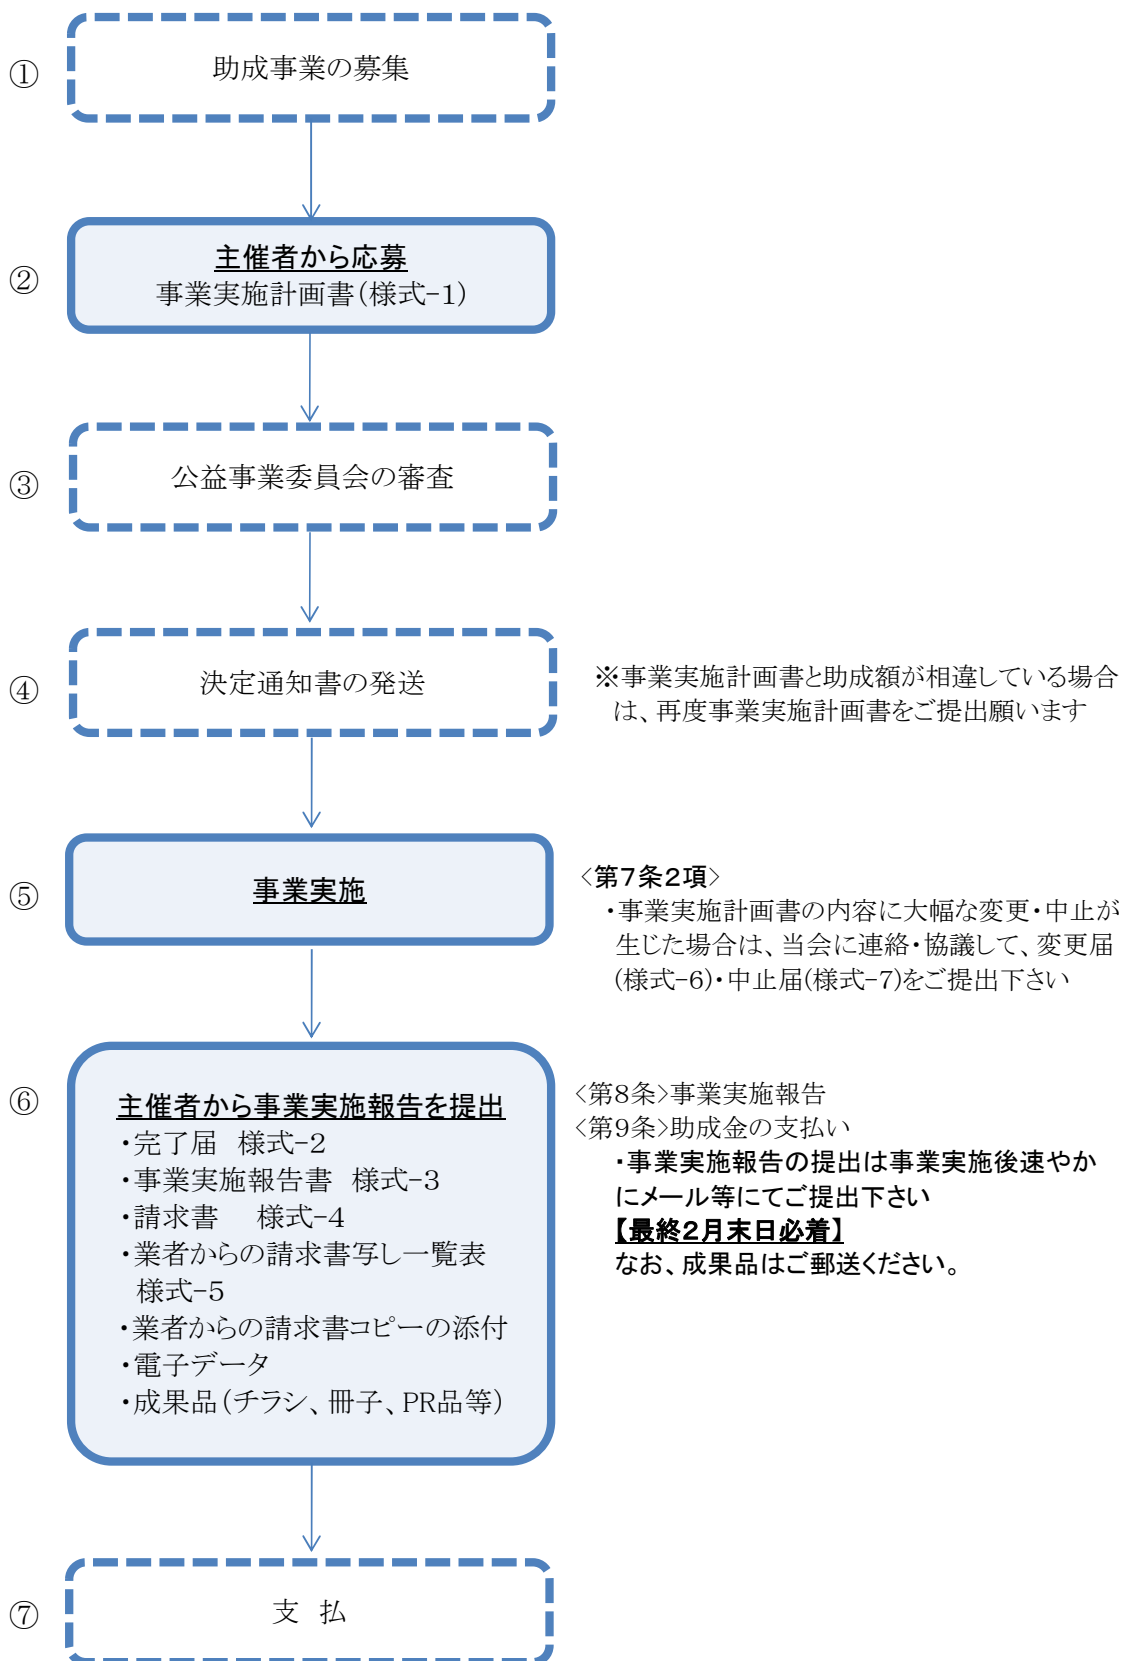 ① 助成事業の募集
② 主催者から応募
事業実施計画書(様式-1)
③ 公益事業委員会の審査
④ 決定通知書の発送
※事業実施計画書と助成額が相違している場合
は、再度事業実施計画書をご提出願います
⑤ 事業実施
<第7条2項>
・事業実施計画書の内容に大幅な変更・中止が
生じた場合は、当会に連絡・協議して、変更届
(様式-6)・中止届(様式-7)をご提出下さい
⑥ 主催者から事業実施報告を提出
・完了届 様式-2
・事業実施報告書 様式-3
・請求書 様式-4
・業者からの請求書写し一覧表
様式-5
・業者からの請求書コピーの添付
・電子データ
・成果品(チラシ、冊子、PR品等)
<第8条>事業実施報告
<第9条>助成金の支払い
・事業実施報告の提出は事業実施後速やか
にメール等にてご提出下さい
【最終2月末日必着】
なお、成果品はご郵送ください。
⑦ 支 払